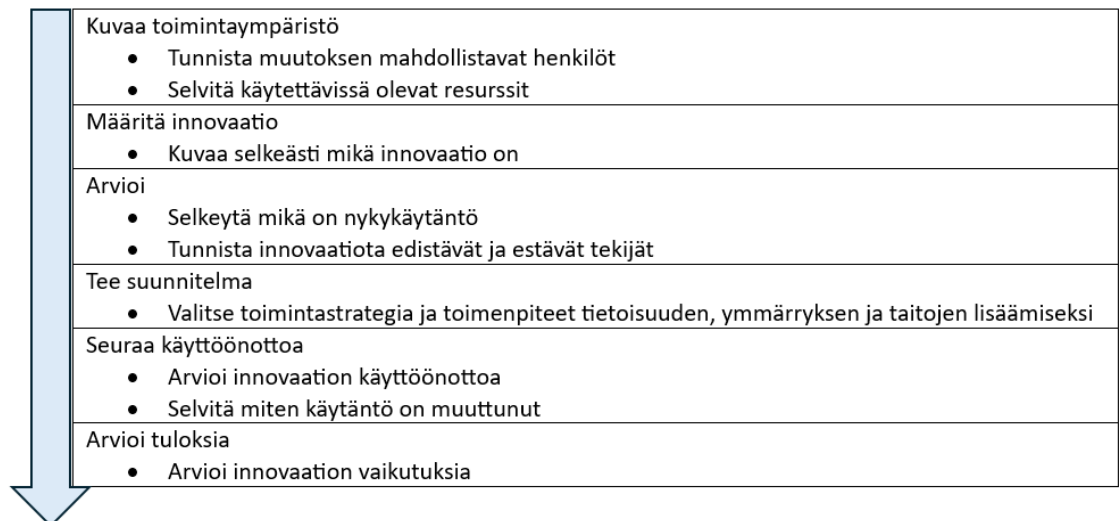 Kuvaa toimintaympäristö
• Tunnista muutoksen mahdollistavat henkilöt
• Selvitä käytettävissä olevat resurssit
Määritä innovaatio
• Kuvaa selkeästi mikä innovaatio on
Arvioi
• Selkeytä mikä on nykykäytäntö
• Tunnista innovaatiota edistävät ja estävät tekijät
Tee suunnitelma
• Valitse toimintastrategia ja toimenpiteet tietoisuuden, ymmärryksen ja taitojen lisäämiseksi
Seuraa käyttöönottoa
• Arvioi innovaation käyttöönottoa
• Selvitä miten käytäntö on muuttunut
Arvioi tuloksia
• Arvioi innovaation vaikutuksia